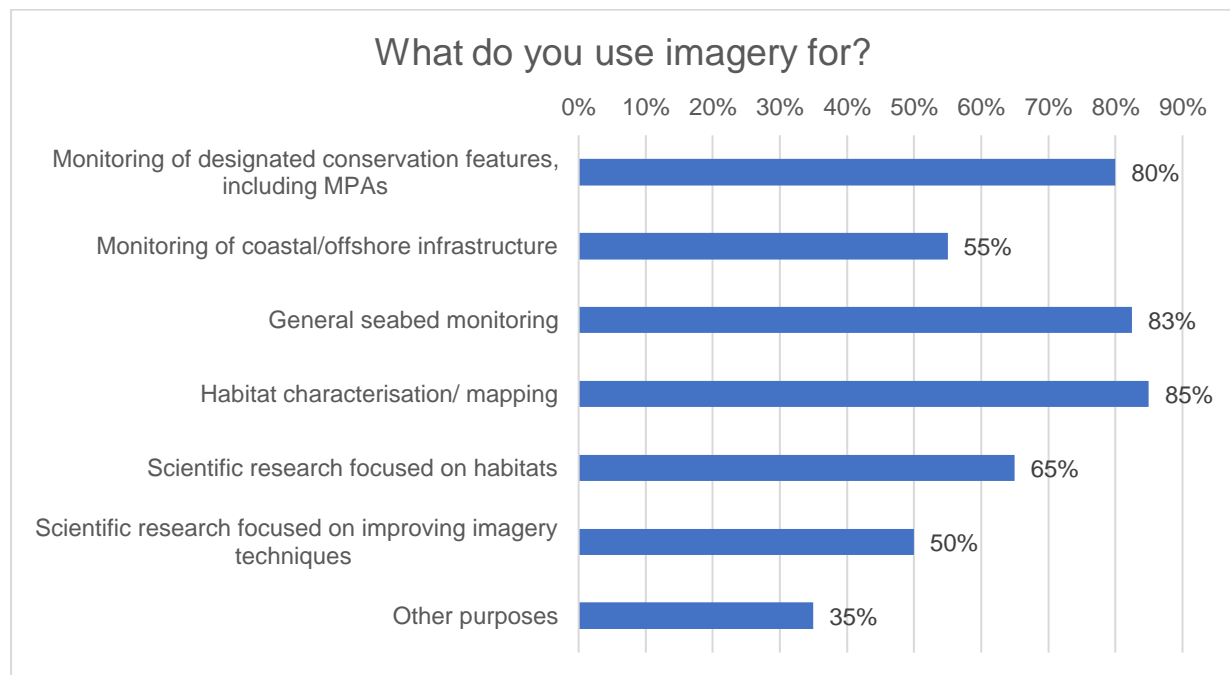 What do you use imagery for?
0% 10% 20% 30% 40% 50% 60% 70% 80% 90%
Monitoring of designated conservation features,
including MPAs
80%
Monitoring of coastal/offshore infrastructure
55%
General seabed monitoring
83%
Habitat characterisation/ mapping
85%
Scientific research focused on habitats
65%
Scientific research focused on improving imagery
techniques
50%
Other purposes
35%